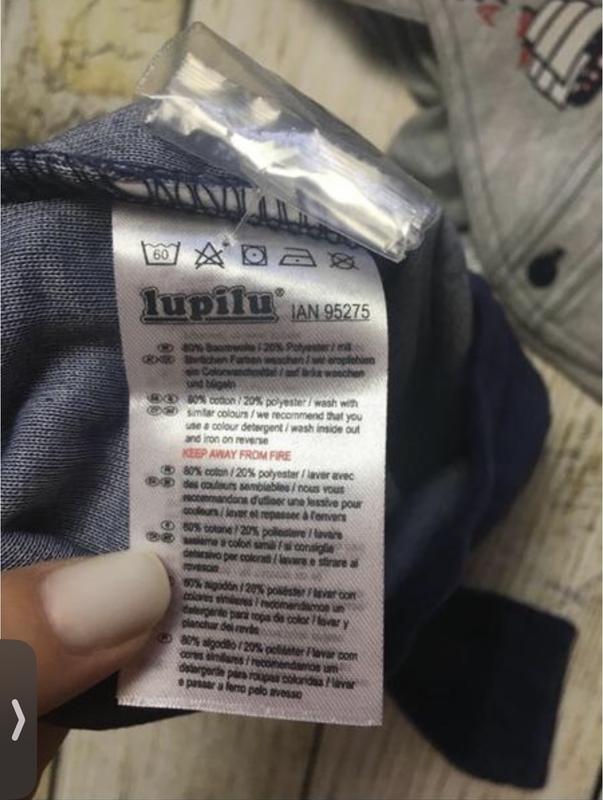 60
lupilu® IAN 95275
80% Baumwolle / 20% Polyester / mit
ähnlichen Farben waschen / wir empfehlen
ein Colorwaschmittel / auf links waschen
und bügeln
80% cotton / 20% polyester / wash with
similar colours / we recommend that you
use a colour detergent / wash inside out
and iron on reverse
KEEP AWAY FROM FIRE
80% coton / 20% polyester / laver avec
des couleurs semblables / nous vous
recommandons d'utiliser une lessive pour
couleurs / laver et repasser à l'envers
80% cotone / 20% poliestere / lavare
assieme a colori simili / si consiglia
detersivo per colorati / lavare e stirare al
rovescio
80% algodón / 20% poliéster / lavar con
colores similares / recomendamos un
detergente para ropa de color / lavar y
planchar del revés
80% algodão / 20% poliéster / lavar com
cores similares / recomendamos um
detergente para roupas coloridas / lavar
e passar a ferro pelo avesso